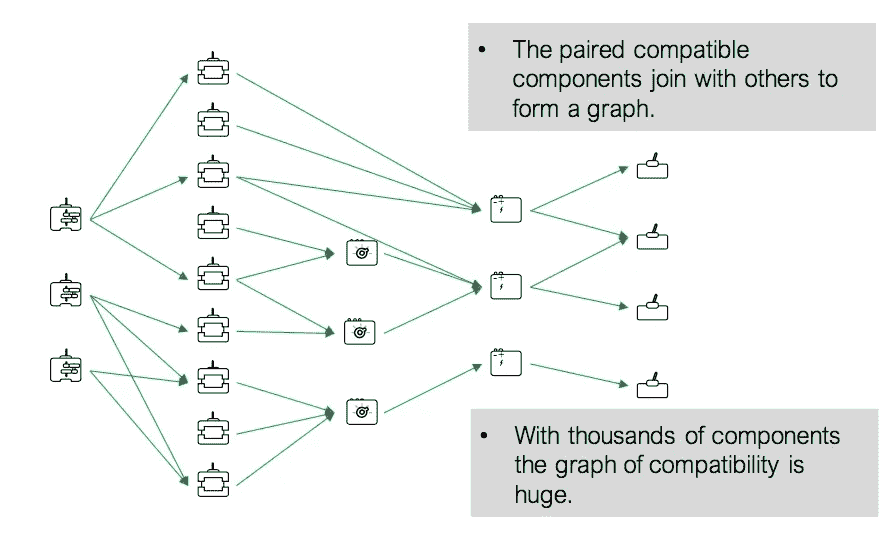 • The paired compatible
components join with others to
form a graph.
• With thousands of components
the graph of compatibility is
huge.